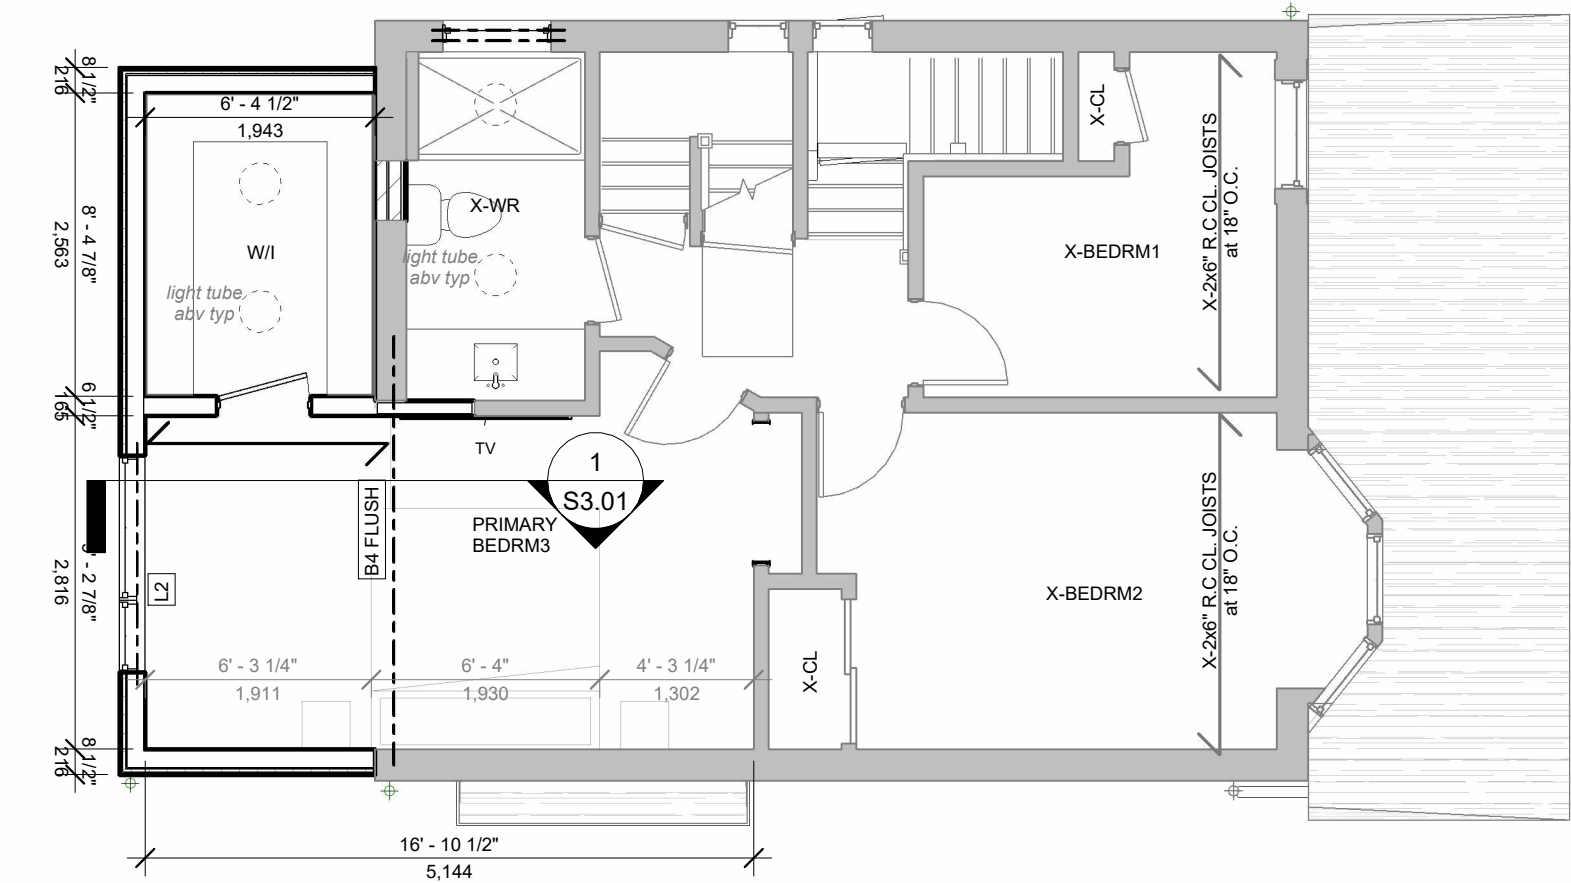 8 1/2"
216
6' - 4 1/2"
1,943
X-CL
X-2x6" R.C CL. JOISTS
at 18" O.C.
X-WR
8' - 4 7/8"
2,563
W/I
light tube
abv typ
light tube
abv typ
X-BEDRM1
6 1/2"
165
TV
1
S3.01
PRIMARY
BEDRM3
B4 FLUSH
L2
' - 2 7/8"
2,816
X-BEDRM2
X-2x6" R.C CL. JOISTS
at 18" O.C.
6' - 3 1/4"
1,911
6' - 4"
1,930
4' - 3 1/4"
1,302
X-CL
8 1/2"
216
16' - 10 1/2"
5,144